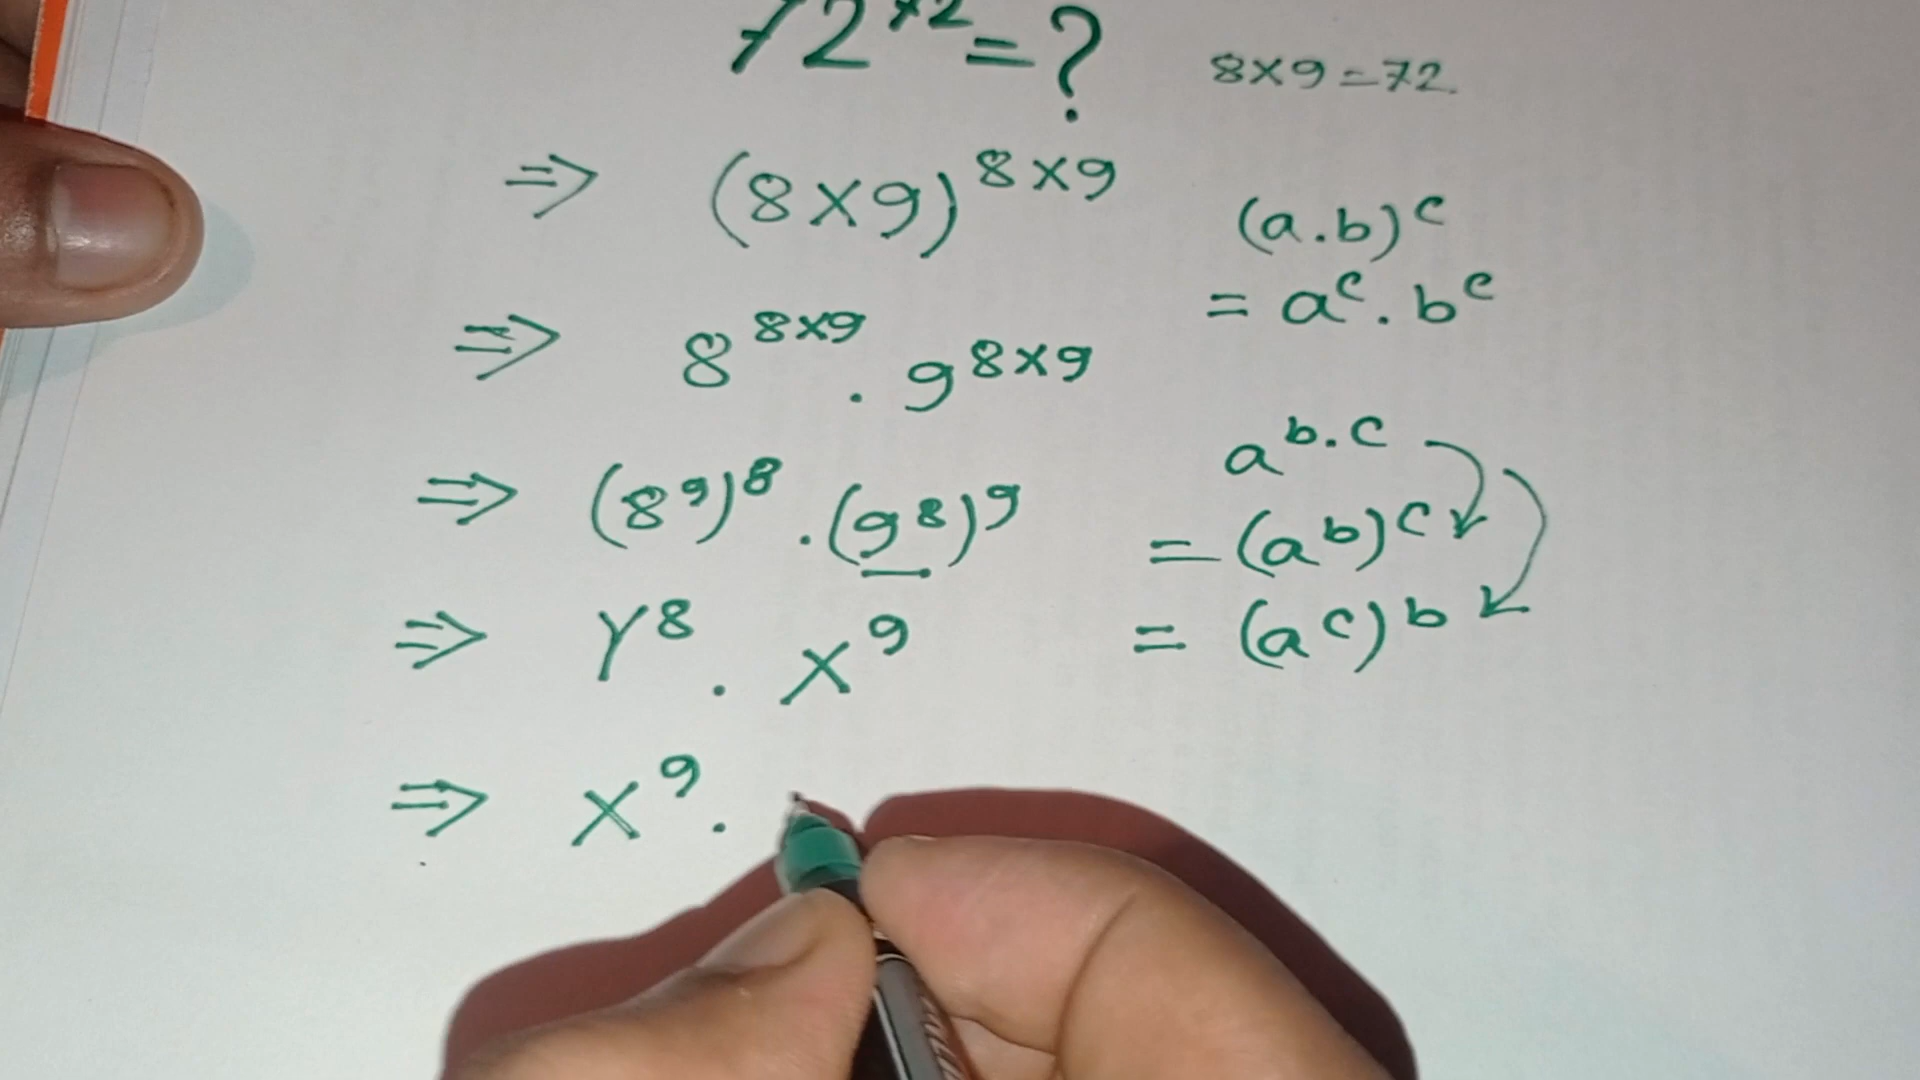 72^72 = ?
8×9=72.
⇒ (8×9)^8×9
(a.b)^c
= a^c . b^c
⇒ 8^8×9 . 9^8×9
a^b.c
⇒ (8^9)^8 . (9^8)^9
= (a^b)^c
⇒ Y^8 . X^9
= (a^c)^b
⇒ X^9 .